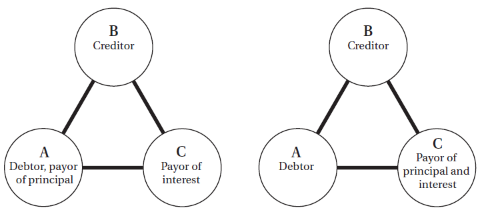 B
Creditor
A
Debtor, payor
of principal
C
Payor of
interest
B
Creditor
A
Debtor
C
Payor of
principal and
interest